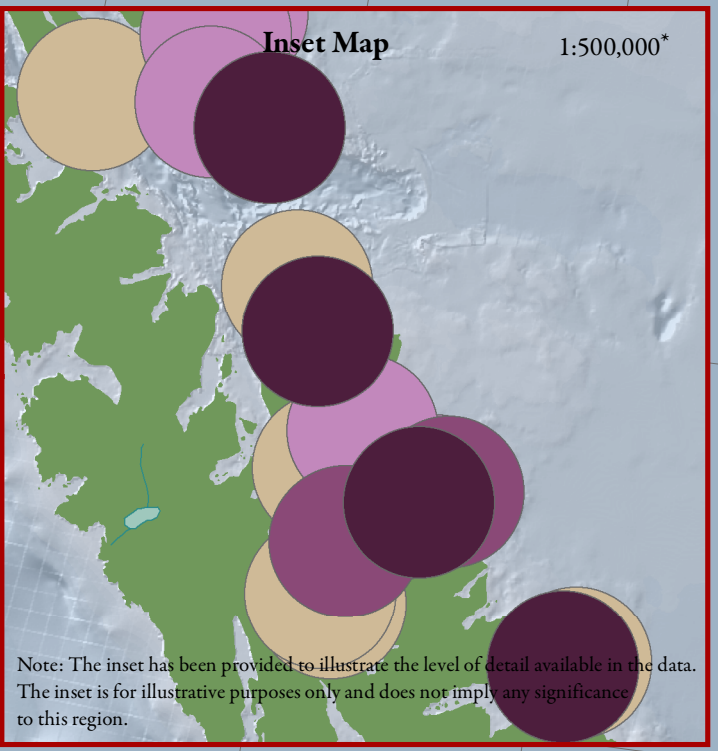 Inset Map
1:500,000*
Note: The inset has been provided to illustrate the level of detail available in the data.
The inset is for illustrative purposes only and does not imply any significance
to this region.